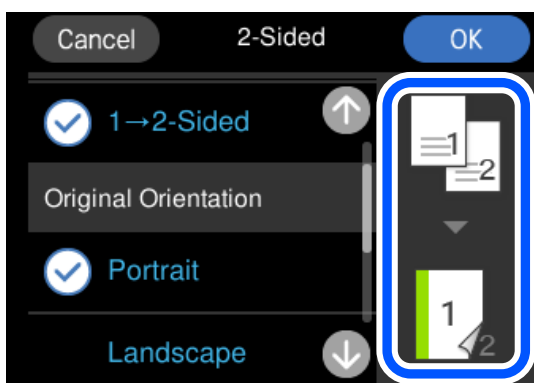 Cancel 2-Sided OK
1→2-Sided
Original Orientation
Portrait
Landscape
1
2
1
2